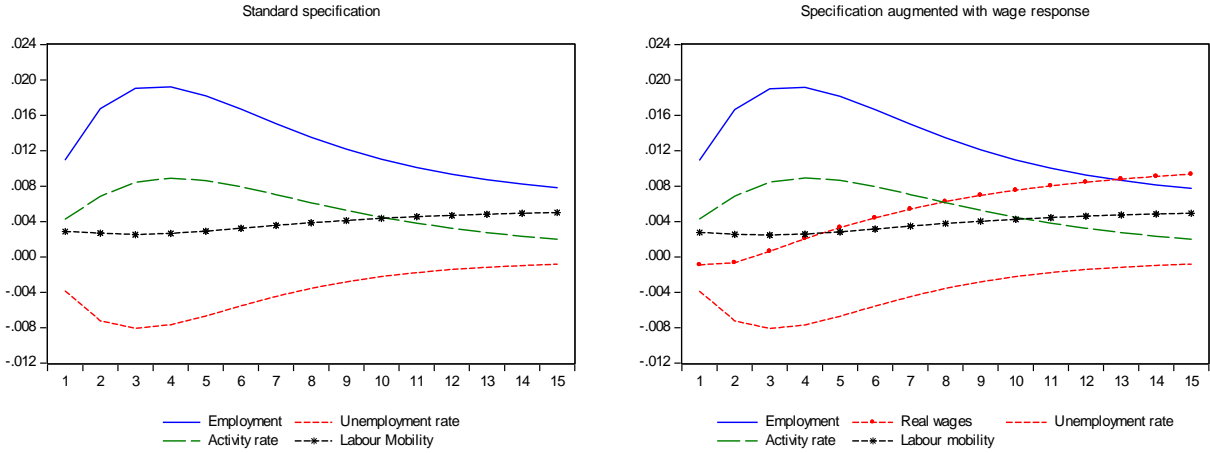 Standard specification
.024
.020
.016
.012
.008
.004
.000
-.004
-.008
-.012
1 2 3 4 5 6 7 8 9 10 11 12 13 14 15
Employment Unemployment rate
Activity rate Labour Mobility
Specification augmented with wage response
.024
.020
.016
.012
.008
.004
.000
-.004
-.008
-.012
1 2 3 4 5 6 7 8 9 10 11 12 13 14 15
Employment Real wages Unemployment rate
Activity rate Labour mobility